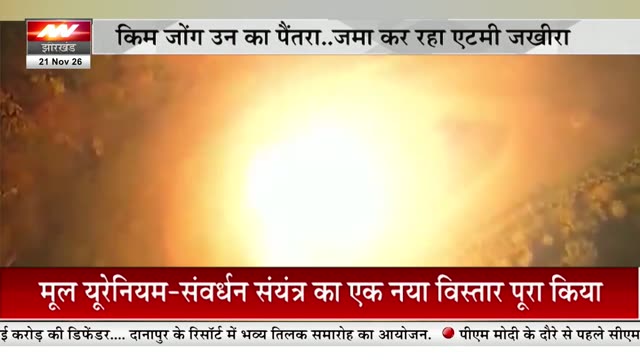 झारखंड
21 Nov 26
किम जोंग उन का पैंतरा..जमा कर रहा एटमी जखीरा
मूल यूरेनियम-संवर्धन संयंत्र का एक नया विस्तार पूरा किया
ई करोड़ की डिफेंडर.... दानापुर के रिसॉर्ट में भव्य तिलक समारोह का आयोजन. पीएम मोदी के दौरे से पहले सीएम